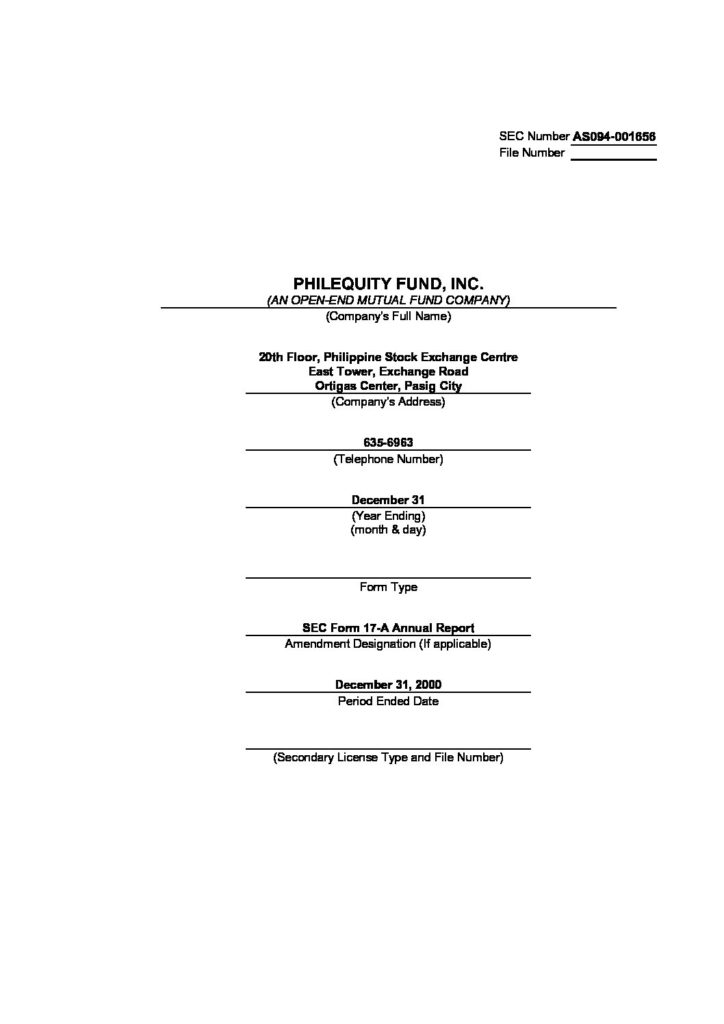 SEC Number AS094-001656
File Number
PHILEQUITY FUND, INC.
(AN OPEN-END MUTUAL FUND COMPANY)
(Company's Full Name)
20th Floor, Philippine Stock Exchange Centre
East Tower, Exchange Road
Ortigas Center, Pasig City
(Company's Address)
635-6963
(Telephone Number)
December 31
(Year Ending)
(month & day)
Form Type
SEC Form 17-A Annual Report
Amendment Designation (If applicable)
December 31, 2000
Period Ended Date
(Secondary License Type and File Number)